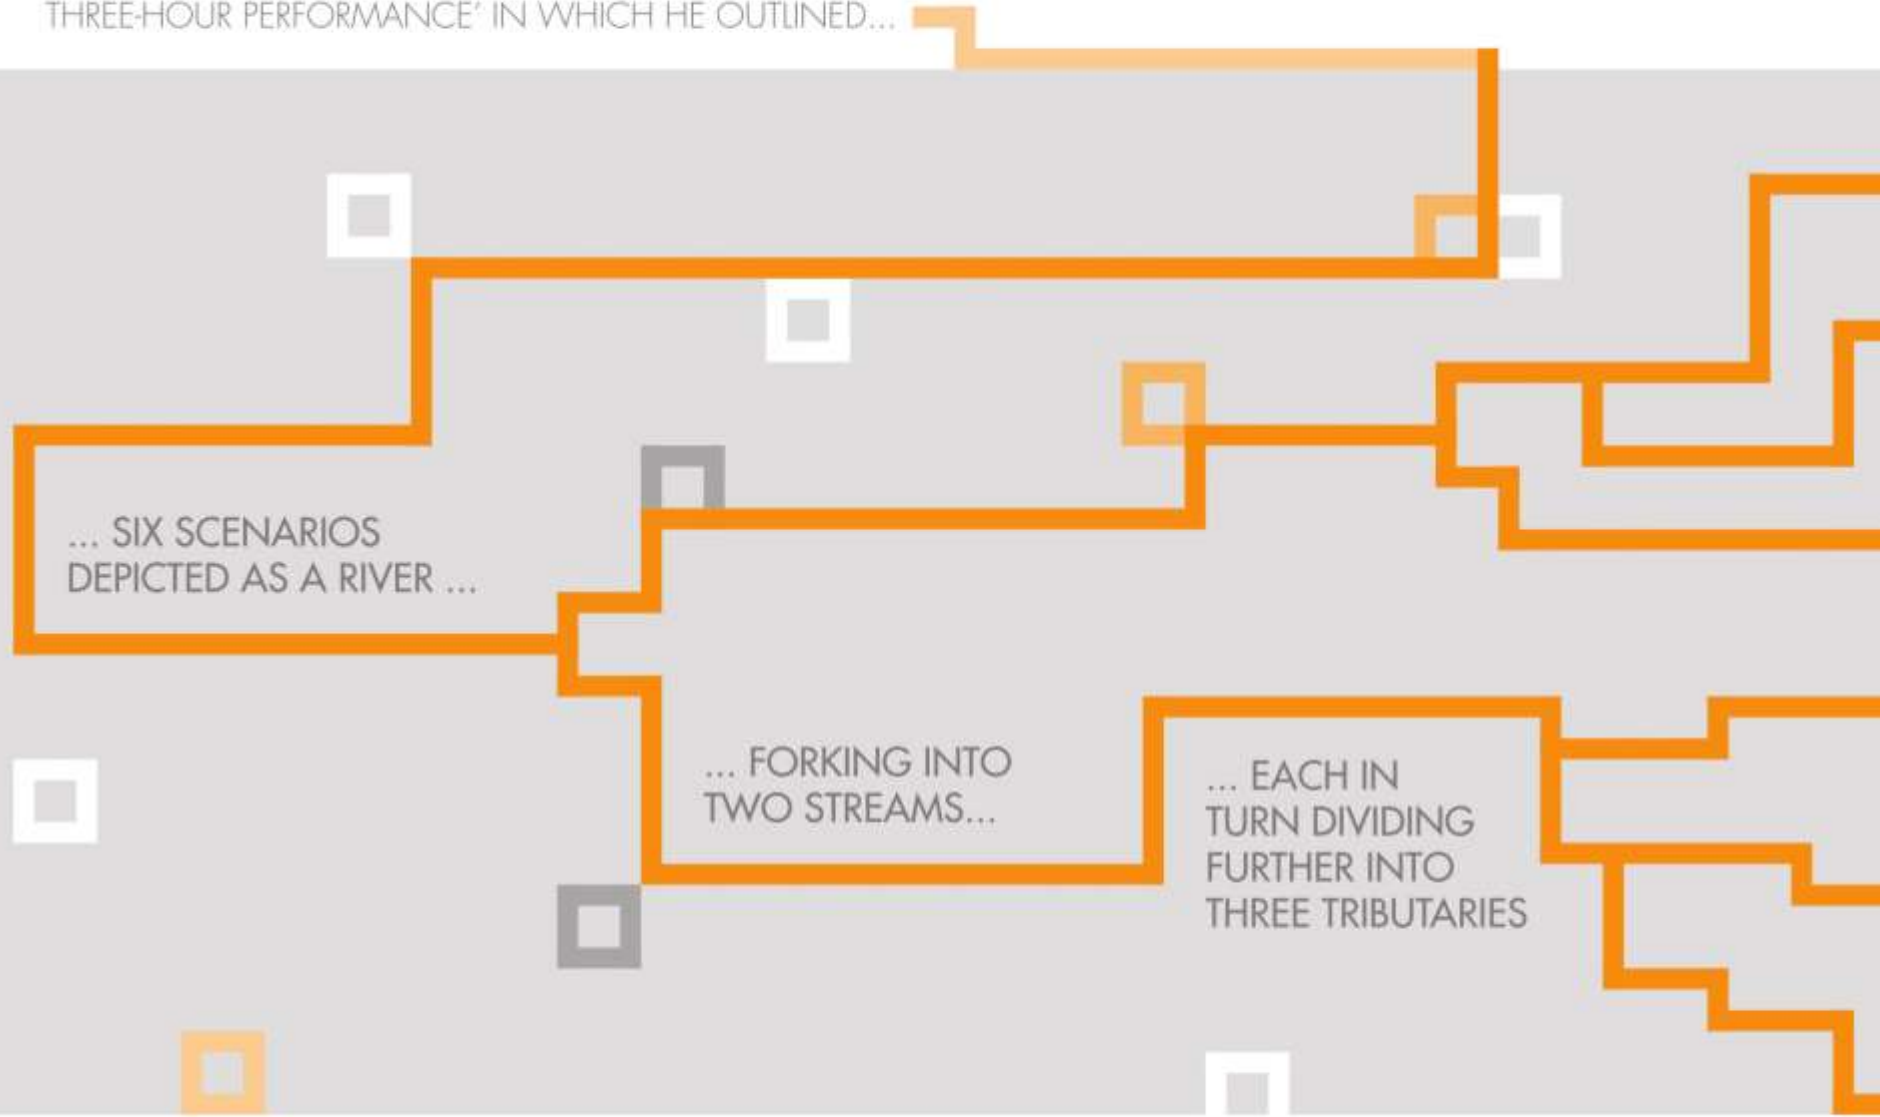 THREE-HOUR PERFORMANCE’ IN WHICH HE OUTLINED...
... SIX SCENARIOS
DEPICTED AS A RIVER ...
... FORKING INTO
TWO STREAMS...
... EACH IN
TURN DIVIDING
FURTHER INTO
THREE TRIBUTARIES